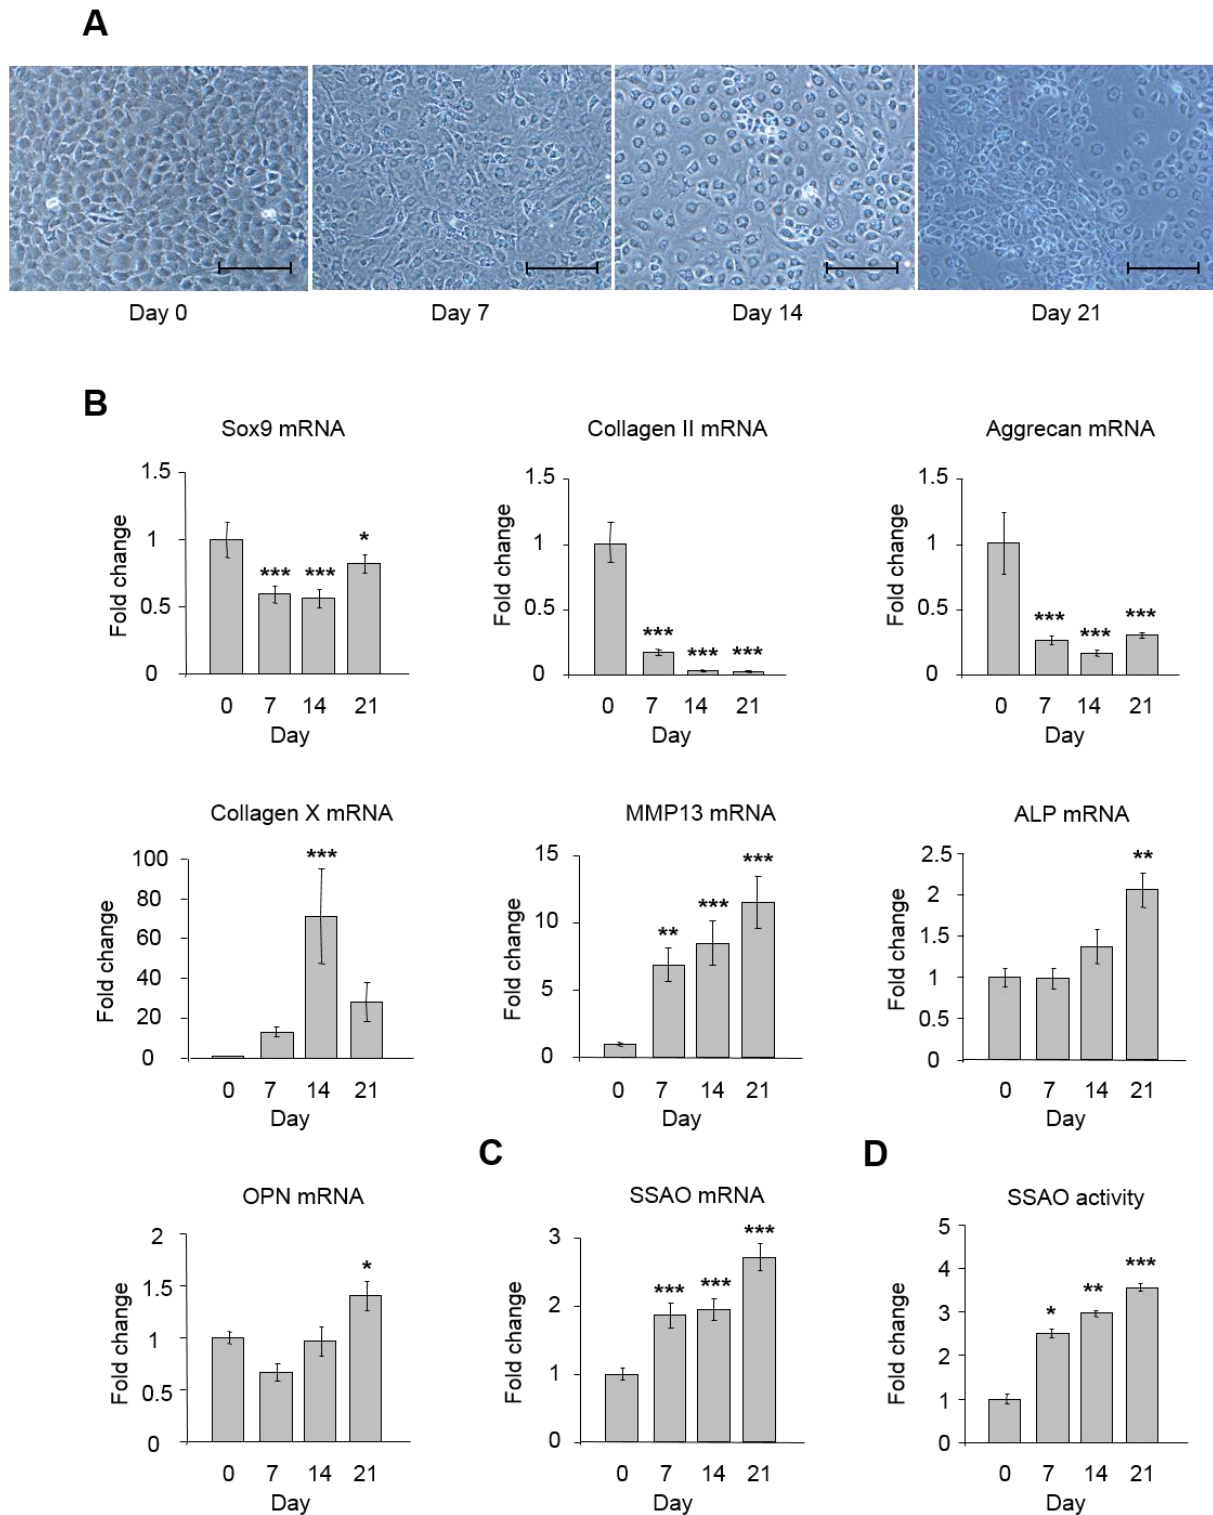 A
Day 0 Day 7 Day 14 Day 21
B
Sox9 mRNA
Fold change
1.5
1
0.5
0
*** *** *
0 7 14 21
Day
Collagen II mRNA
Fold change
1.5
1
0.5
0
*** *** ***
0 7 14 21
Day
Aggrecan mRNA
Fold change
1.5
1
0.5
0
*** *** ***
0 7 14 21
Day
Collagen X mRNA
Fold change
100
80
60
40
20
0
***
0 7 14 21
Day
MMP13 mRNA
Fold change
15
10
5
0
** *** ***
0 7 14 21
Day
ALP mRNA
Fold change
2.5
2
1.5
1
0.5
0
**
0 7 14 21
Day
OPN mRNA
Fold change
2
1.5
1
0.5
0
*
0 7 14 21
Day
C
SSAO mRNA
Fold change
3
2
1
0
*** *** ***
0 7 14 21
Day
D
SSAO activity
Fold change
5
4
3
2
1
0
* ** ***
0 7 14 21
Day